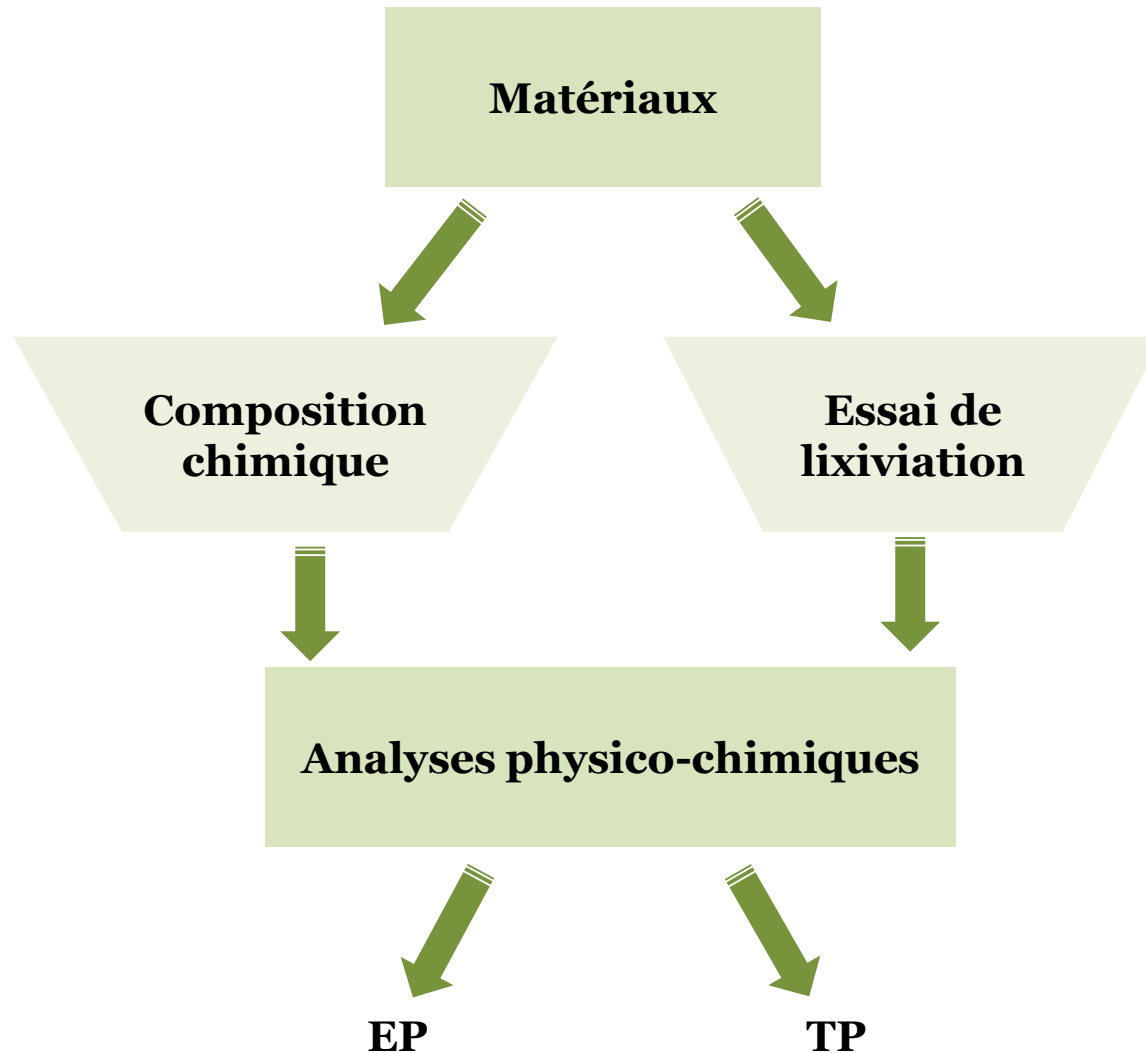 Matériaux
Composition
chimique
Essai de
lixiviation
Analyses physico-chimiques
EP
TP